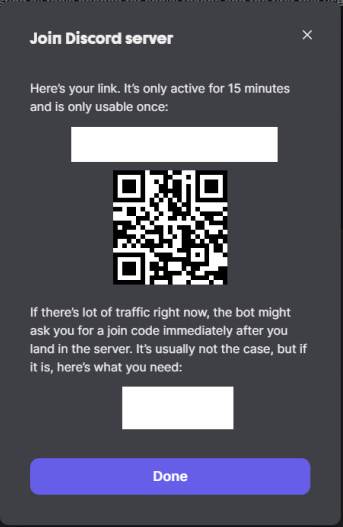 Join Discord server
Here's your link. It's only active for 15 minutes
and is only usable once:
If there's lot of traffic right now, the bot might
ask you for a join code immediately after you
land in the server. It's usually not the case, but if
it is, here's what you need:
Done